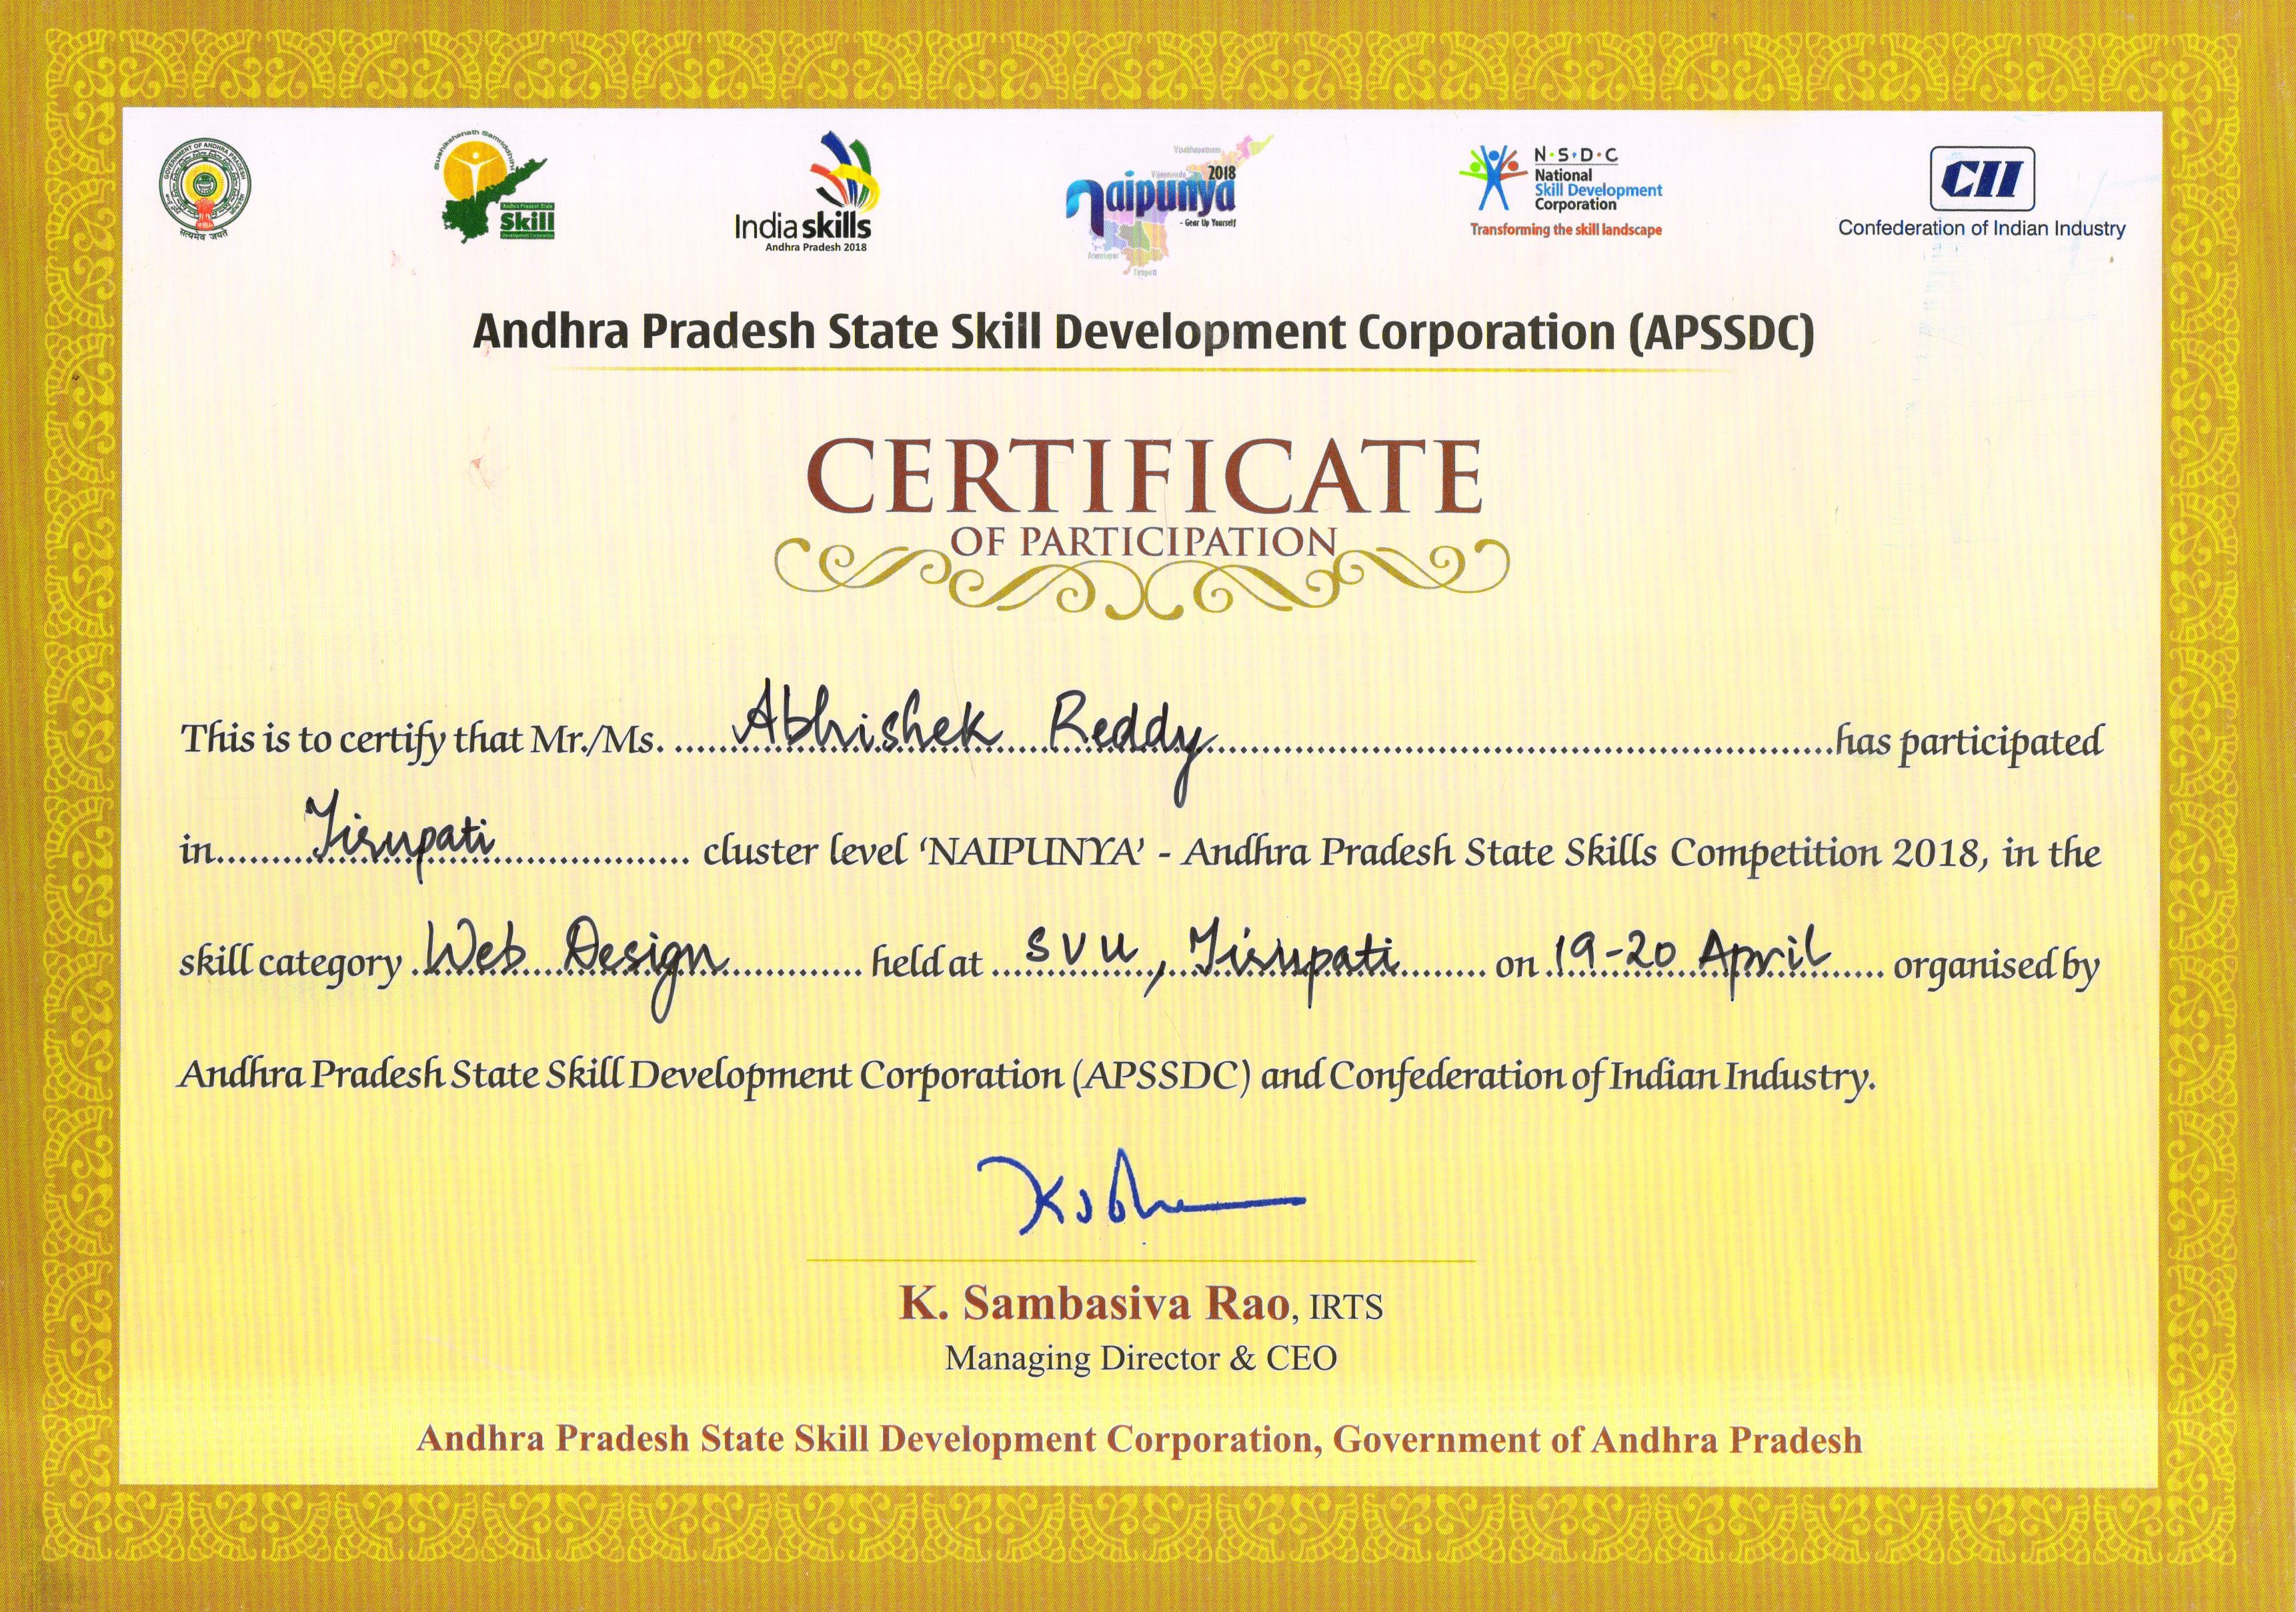 GOVERNMENT OF ANDHRA PRADESH
सत्यमेव जयते
Andhra Pradesh State
Skill
Development Corporation
India skills
Andhra Pradesh 2018
Visakhapatnam
Vijayawada
2018
Naipunya
- Gear Up Yourself
Tirupati
N·S·D·C
National
Skill Development
Corporation
Transforming the skill landscape
CII
Confederation of Indian Industry
Andhra Pradesh State Skill Development Corporation (APSSDC)
CERTIFICATE
OF PARTICIPATION
This is to certify that Mr./Ms. Abhishek Reddy has participated
in Tirupati cluster level ‘NAIPUNYA’ - Andhra Pradesh State Skills Competition 2018, in the
skill category Web Design held at SVU, Tirupati on 19-20 April organised by
Andhra Pradesh State Skill Development Corporation (APSSDC) and Confederation of Indian Industry.
K. Sambasiva Rao, IRTS
Managing Director & CEO
Andhra Pradesh State Skill Development Corporation, Government of Andhra Pradesh